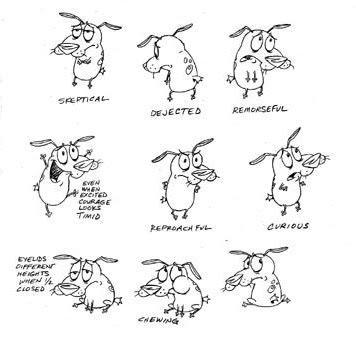 SKEPTICAL
DEJECTED
REMORSEFUL
EVEN
WHEN
EXCITED
COURAGE
LOOKS
TIMID
REPROACHFUL
CURIOUS
EYELIDS
DIFFERENT
HEIGHTS
WHEN 1/2
CLOSED
CHEWING